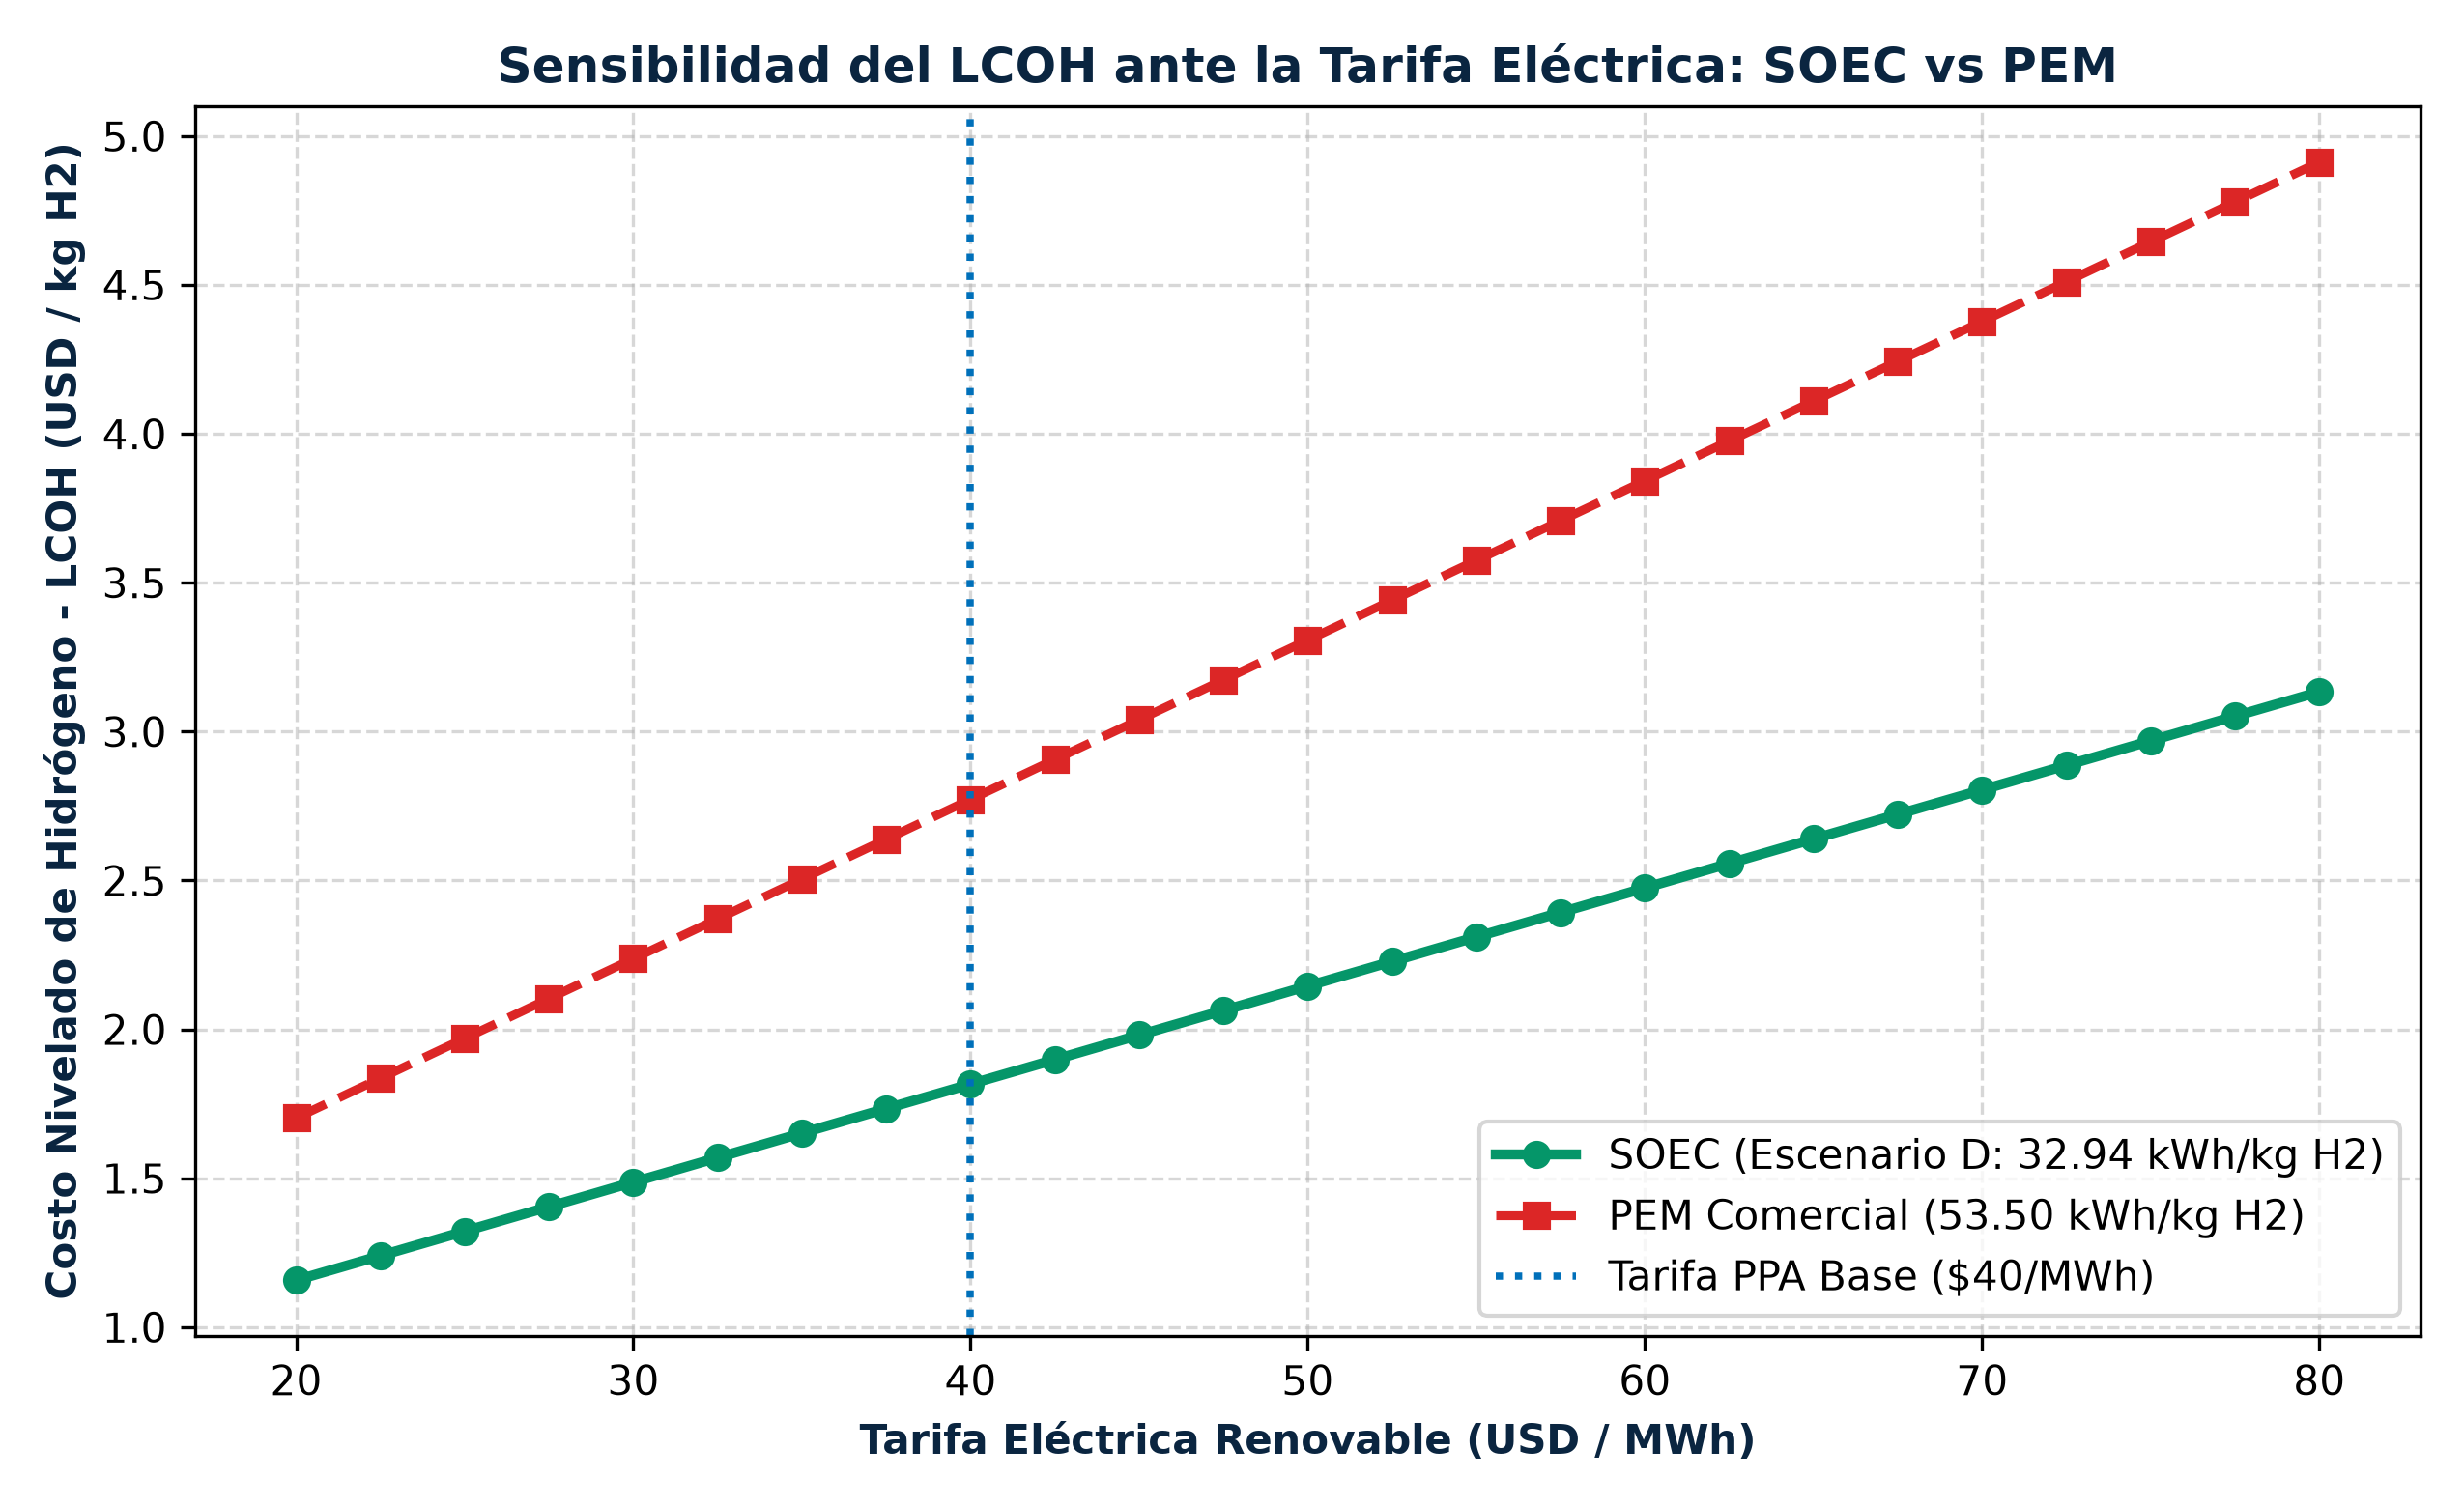 Sensibilidad del LCOH ante la Tarifa Eléctrica: SOEC vs PEM
Costo Nivelado de Hidrógeno - LCOH (USD / kg H2)
5.0
4.5
4.0
3.5
3.0
2.5
2.0
1.5
1.0
SOEC (Escenario D: 32.94 kWh/kg H2)
PEM Comercial (53.50 kWh/kg H2)
Tarifa PPA Base ($40/MWh)
20 30 40 50 60 70 80
Tarifa Eléctrica Renovable (USD / MWh)